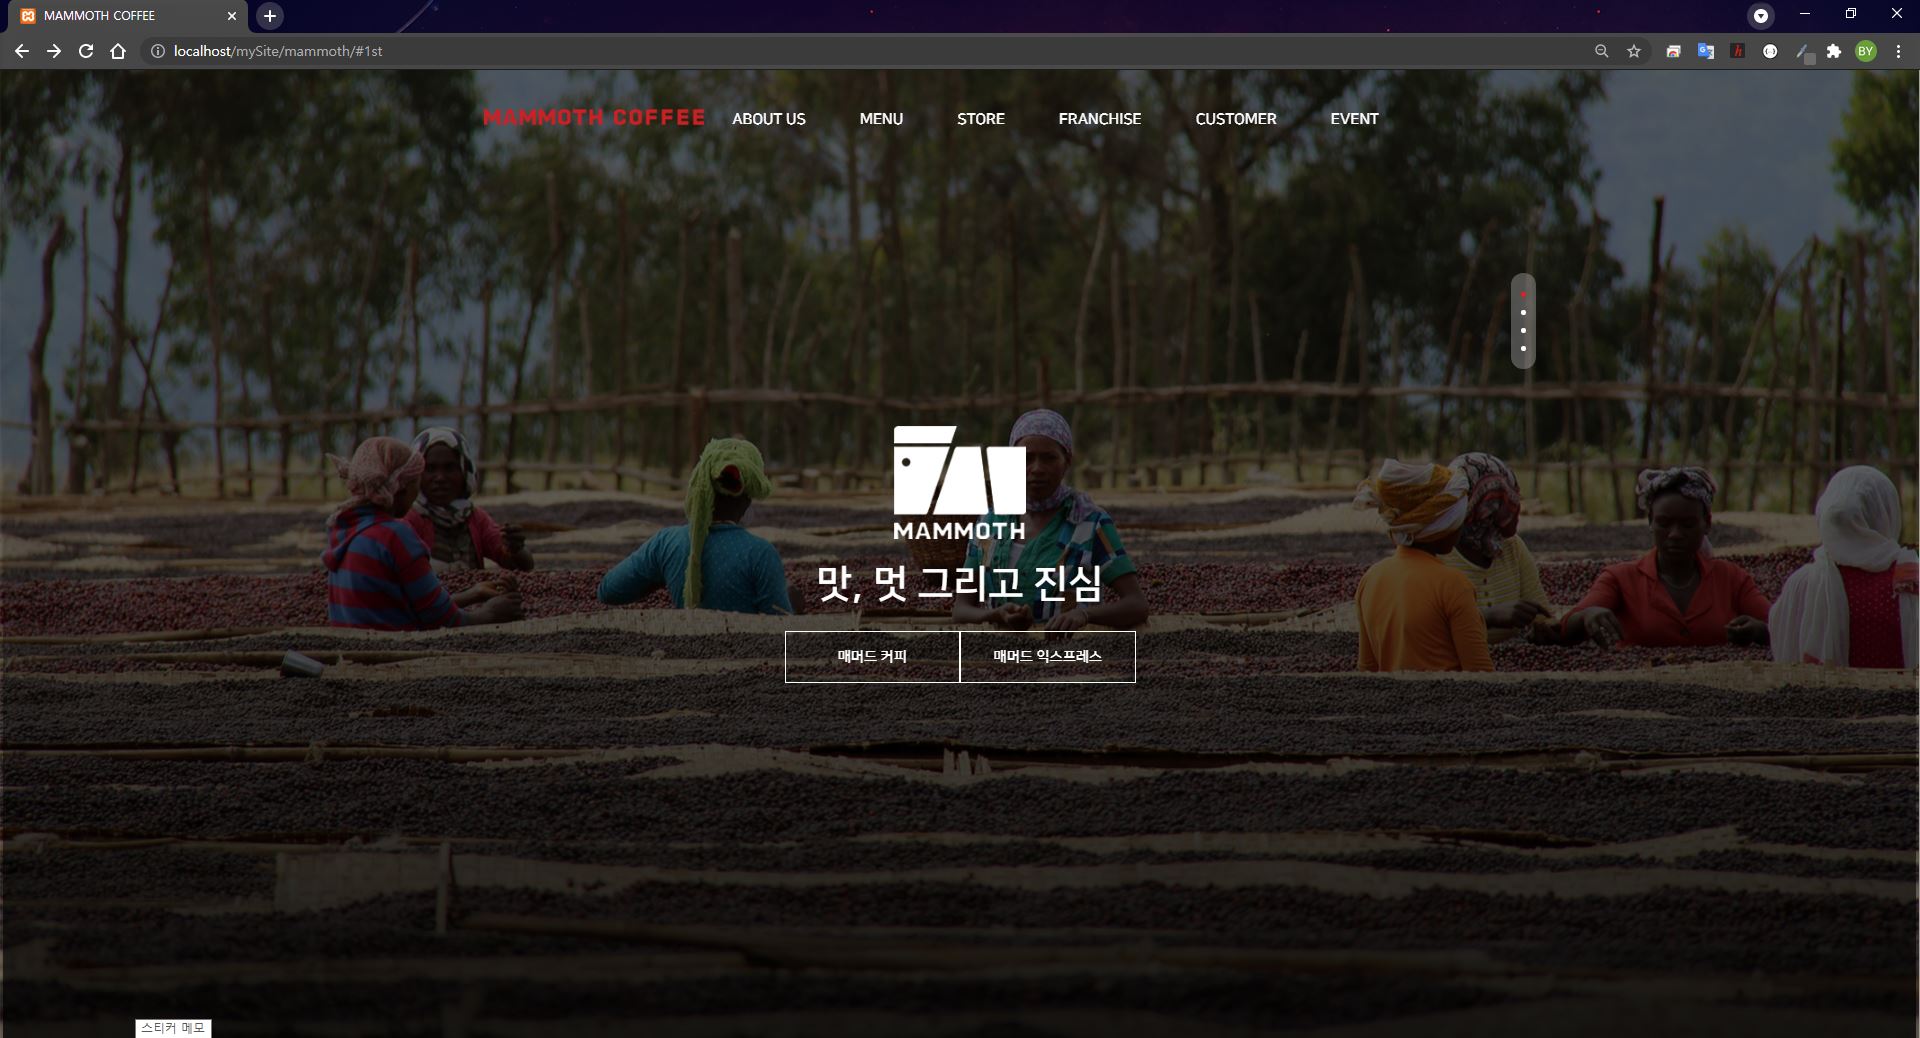 MAMMOTH COFFEE
localhost/mySite/mammoth/#1st
BY
MAMMOTH COFFEE ABOUT US MENU STORE FRANCHISE CUSTOMER EVENT
MAMMOTH
맛, 멋 그리고 진심
매머드 커피 매머드 익스프레스
스티커 메모